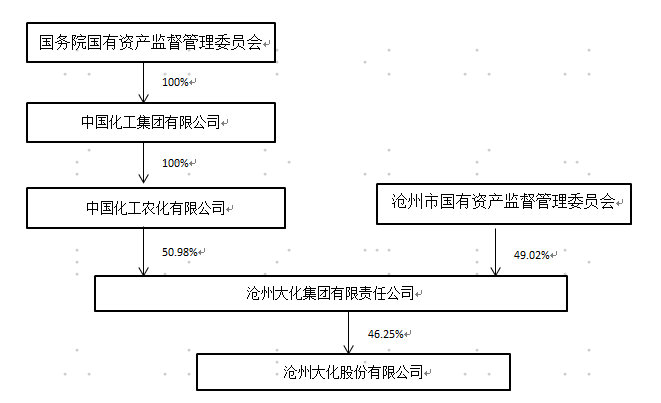 国务院国有资产监督管理委员会
100%
中国化工集团有限公司
100%
中国化工农化有限公司
沧州市国有资产监督管理委员会
50.98%
49.02%
沧州大化集团有限责任公司
46.25%
沧州大化股份有限公司